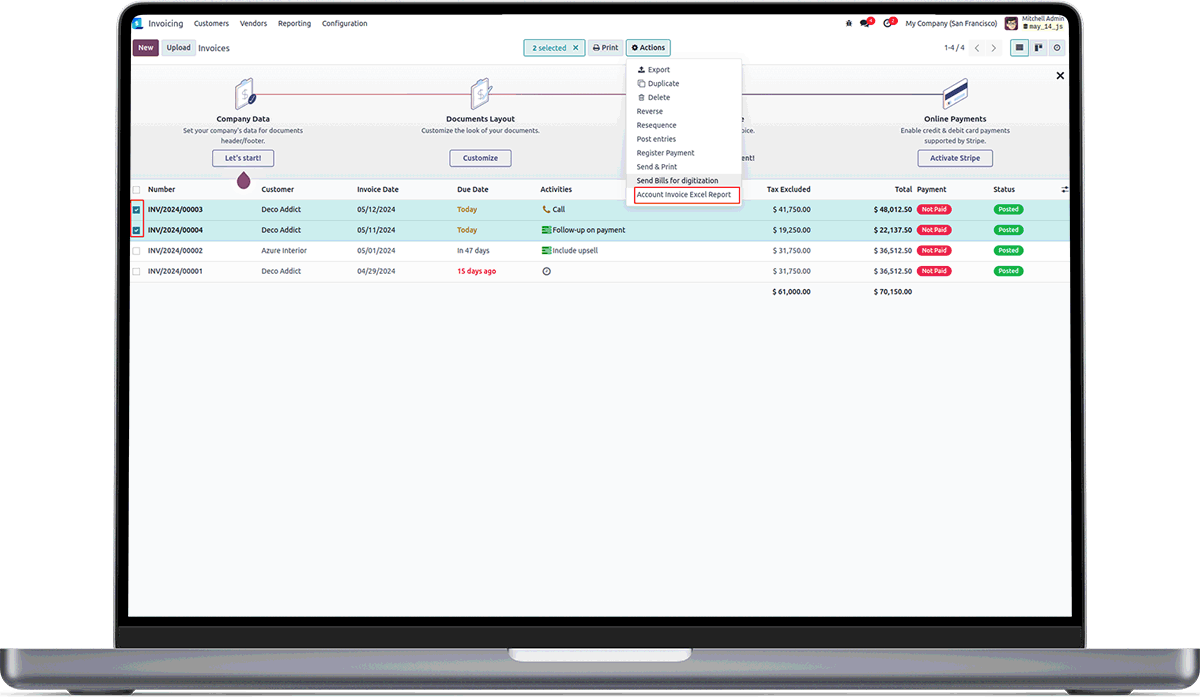 Invoicing Customers Vendors Reporting Configuration 4 2 My Company (San Francisco) Mitchell Admin
may_14_js
New Upload Invoices 2 selected × Print Actions 1-4 / 4
Export
Duplicate
Delete
Reverse
Resequence
Post entries
Register Payment
Send & Print
Send Bills for digitization
Account Invoice Excel Report
Company Data
Set your company's data for documents
header/footer.
Let's start!
Documents Layout
Customize the look of your documents.
Customize
e
oice.
ent!
Online Payments
Enable credit & debit card payments
supported by Stripe.
Activate Stripe
Number Customer Invoice Date Due Date Activities Tax Excluded Total Payment Status
INV/2024/00003 Deco Addict 05/12/2024 Today Call $ 41,750.00 $ 48,012.50 Not Paid Posted
INV/2024/00004 Deco Addict 05/11/2024 Today Follow-up on payment $ 19,250.00 $ 22,137.50 Not Paid Posted
INV/2024/00002 Azure Interior 05/01/2024 In 47 days Include upsell $ 31,750.00 $ 36,512.50 Not Paid Posted
INV/2024/00001 Deco Addict 04/29/2024 15 days ago $ 31,750.00 $ 36,512.50 Not Paid Posted
$ 61,000.00 $ 70,150.00